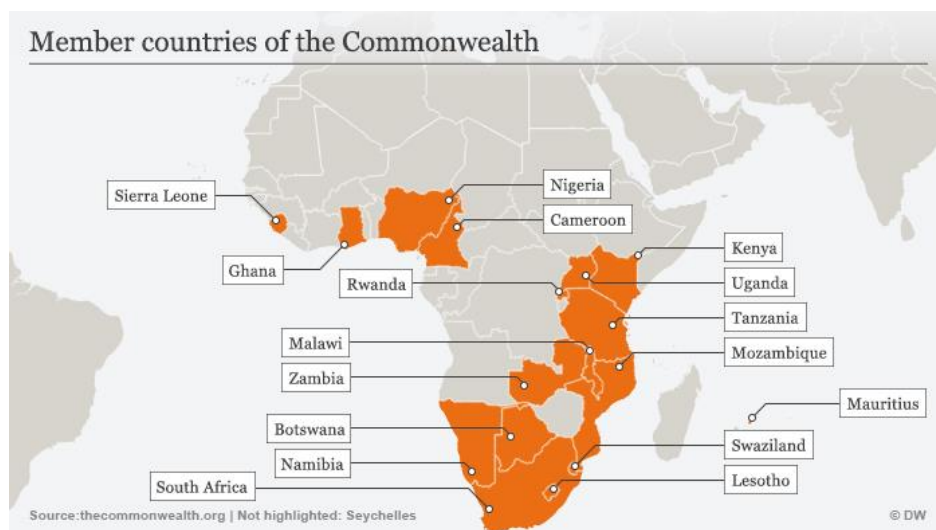 Member countries of the Commonwealth
Nigeria
Sierra Leone
Cameroon
Kenya
Ghana
Rwanda
Uganda
Tanzania
Malawi
Mozambique
Zambia
Mauritius
Botswana
Swaziland
Namibia
Lesotho
South Africa
Source:thecommonwealth.org | Not highlighted: Seychelles
© DW